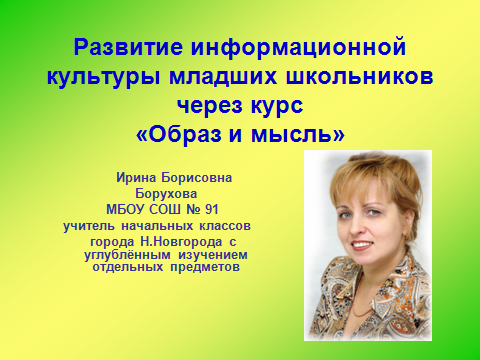 Развитие информационной
культуры младших школьников
через курс
«Образ и мысль»
Ирина Борисовна
Борухова
МБОУ СОШ № 91
учитель начальных классов
города Н.Новгорода с
углублённым изучением
отдельных предметов